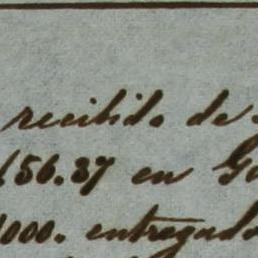 recibido de
156.37 en
1000. entregado